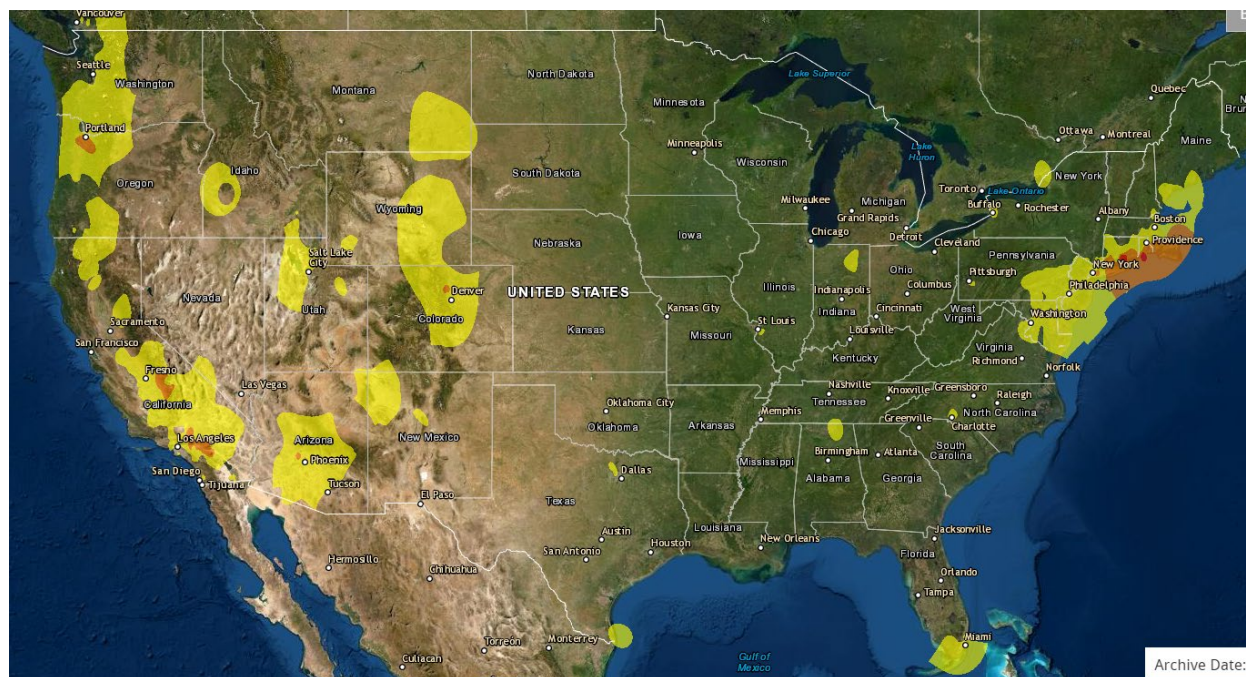 Vancouver
Seattle
Washington
Montana
North Dakota
Minnesota
Lake Superior
Quebec
Portland
Minneapolis
Wisconsin
Lake
Huron
Ottawa
Montreal
Maine
Oregon
Idaho
South Dakota
Wyoming
Milwaukee
Michigan
Grand Rapids
Toronto
Lake Ontario
New York
Buffalo
Rochester
Albany
Boston
Providence
Salt Lake
City
Nebraska
Iowa
Chicago
Detroit
Cleveland
Pennsylvania
New York
Nevada
Utah
Denver
Colorado
UNITED STATES
Illinois
Indianapolis
Indiana
Ohio
Columbus
Pittsburgh
Philadelphia
Sacramento
San Francisco
Kansas
Kansas City
Missouri
St Louis
Cincinnati
Louisville
West
Virginia
Washington
Virginia
Richmond
Norfolk
Fresno
California
Las Vegas
Kentucky
Nashville
Tennessee
Knoxville
Greensboro
Raleigh
North Carolina
Charlotte
Los Angeles
Arizona
Phoenix
New Mexico
Oklahoma City
Oklahoma
Arkansas
Memphis
Greenville
South
Carolina
San Diego
Tijuana
Tucson
El Paso
Dallas
Texas
Mississippi
Birmingham
Alabama
Atlanta
Georgia
Louisiana
Hermosillo
Chihuahua
Austin
San Antonio
Houston
New Orleans
Jacksonville
Florida
Orlando
Tampa
Miami
Culiacan
Torreón
Monterrey
Gulf of
Mexico
Archive Date: